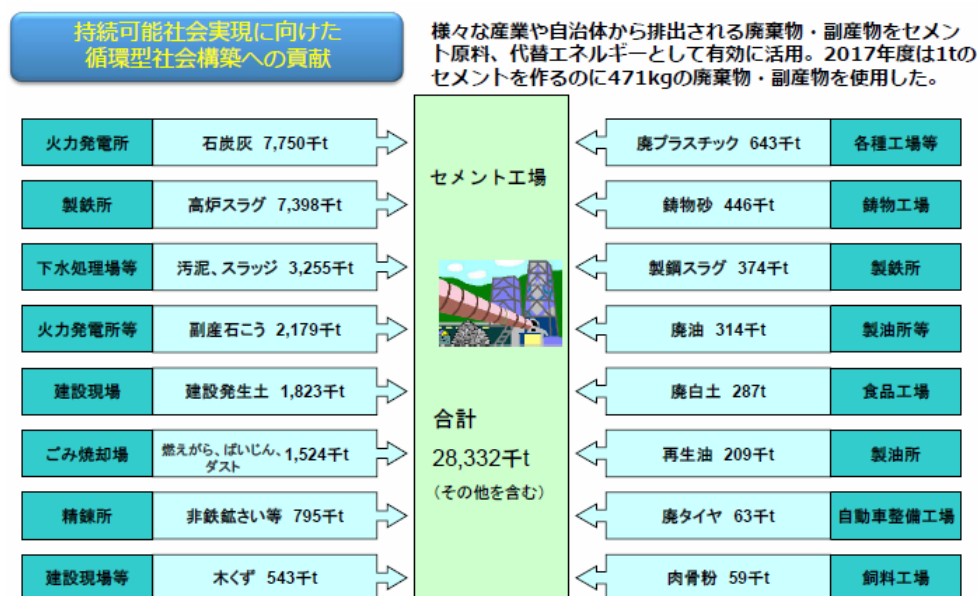 持続可能社会実現に向けた
循環型社会構築への貢献
様々な産業や自治体から排出される廃棄物・副産物をセメン
ト原料、代替エネルギーとして有効に活用。2017年度は1tの
セメントを作るのに471kgの廃棄物・副産物を使用した。
火力発電所 石炭灰 7,750千t
製鉄所 高炉スラグ 7,398千t
下水処理場等 汚泥、スラッジ 3,255千t
火力発電所等 副産石こう 2,179千t
建設現場 建設発生土 1,823千t
ごみ焼却場 燃えがら、ばいじん、1,524千t
ダスト
精錬所 非鉄鉱さい等 795千t
建設現場等 木くず 543千t
セメント工場
合計
28,332千t
(その他を含む)
廃プラスチック 643千t 各種工場等
鋳物砂 446千t 鋳物工場
製鋼スラグ 374千t 製鉄所
廃油 314千t 製油所等
廃白土 287t 食品工場
再生油 209千t 製油所
廃タイヤ 63千t 自動車整備工場
肉骨粉 59千t 飼料工場